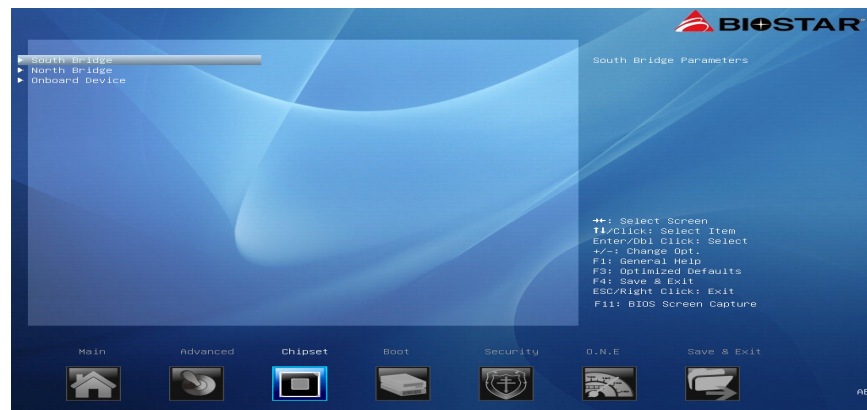 BIOSTAR
► South Bridge
► North Bridge
► Onboard Device
South Bridge Parameters
→←: Select Screen
↑↓/Click: Select Item
Enter/Dbl Click: Select
+/-: Change Opt.
F1: General Help
F3: Optimized Defaults
F4: Save & Exit
ESC/Right Click: Exit
F11: BIOS Screen Capture
Main Advanced Chipset Boot Security O.N.E Save & Exit